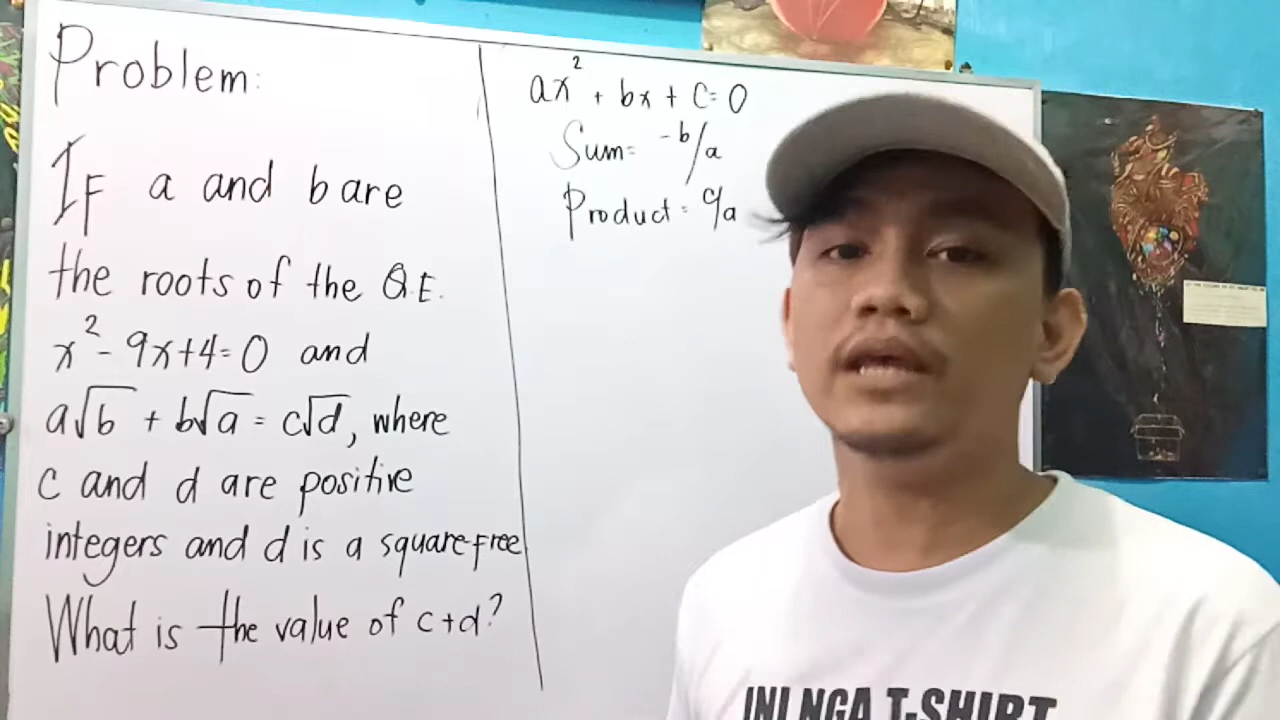 Problem:
IF a and b are
the roots of the Q.E.
x² - 9x+4=0 and
a√b + b√a = c√d, where
c and d are positive
integers and d is a square-free
What is the value of c+d?
ax² + bx + c = 0
Sum = -b/a
Product = c/a
INI NGA T-SHIRT